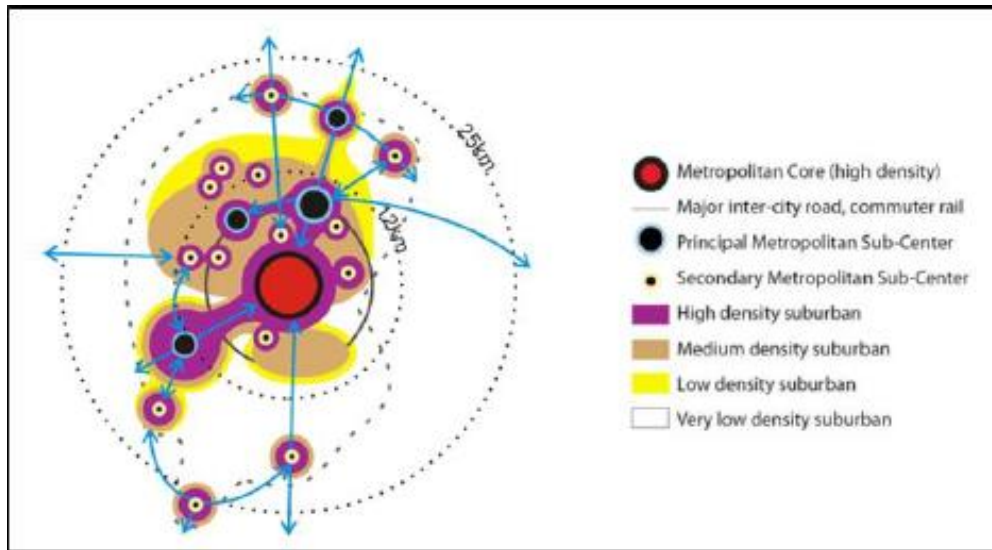 25km
12km
Metropolitan Core (high density)
Major inter-city road, commuter rail
Principal Metropolitan Sub-Center
Secondary Metropolitan Sub-Center
High density suburban
Medium density suburban
Low density suburban
Very low density suburban